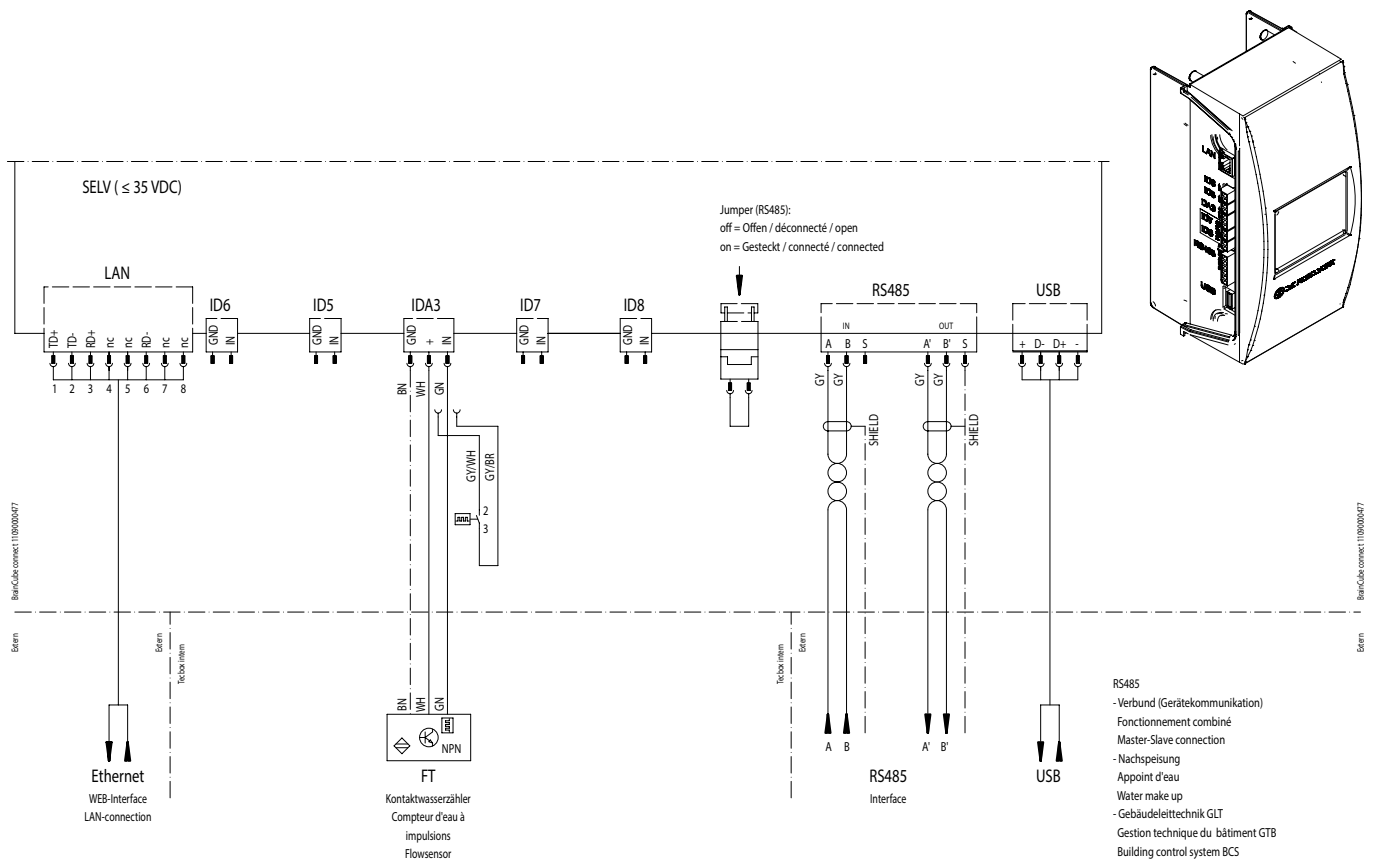 SELV ( ≤ 35 VDC)
Jumper (RS485):
off = Offen / déconnecté / open
on = Gesteckt / connecté / connected
LAN
TD+ TD- RD+ nc nc RD- nc nc
1 2 3 4 5 6 7 8
ID6
GND IN
ID5
GND IN
IDA3
GND + IN
ID7
GND IN
ID8
GND IN
RS485
IN OUT
A B S A' B' S
USB
+ D- D+ -
BN WH GN
GY GY GY GY
SHIELD
SHIELD
GY/WH
GY/BR
2
3
BrainCube connect 11090000477
BrainCube connect 11090000477
Extern
Extern
Tecbox intern
Tecbox intern
Extern
Extern
BN WH GN
NPN
A B A' B'
Ethernet
WEB-Interface
LAN-connection
FT
Kontaktwasserzähler
Compteur d'eau à
impulsions
Flowsensor
RS485
Interface
USB
RS485
- Verbund (Gerätekommunikation)
Fonctionnement combiné
Master-Slave connection
- Nachspeisung
Appoint d'eau
Water make up
- Gebäudeleittechnik GLT
Gestion technique du bâtiment GTB
Building control system BCS
LAN
RS485
USB